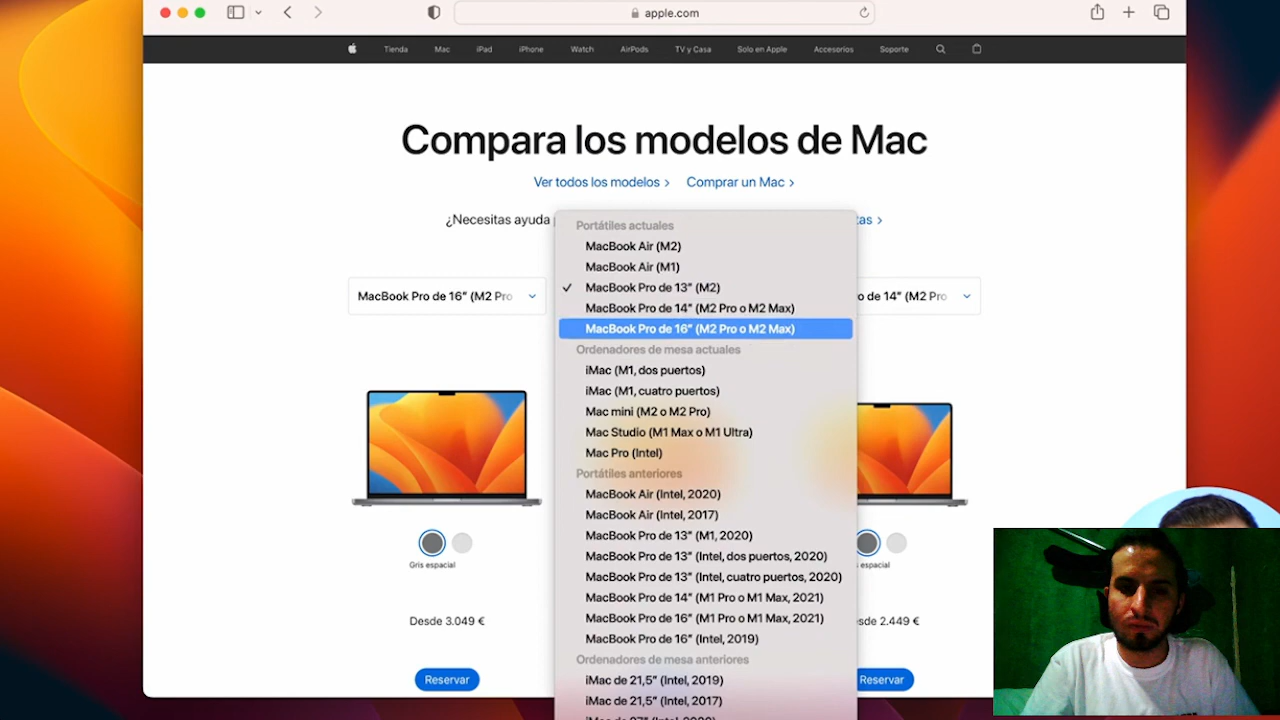 apple.com
Tienda Mac iPad iPhone Watch AirPods TV y Casa Solo en Apple Accesorios Soporte
Compara los modelos de Mac
Ver todos los modelos > Comprar un Mac >
¿Necesitas ayuda
tas >
MacBook Pro de 16" (M2 Pro
o de 14" (M2 Pro
Portátiles actuales
MacBook Air (M2)
MacBook Air (M1)
✓ MacBook Pro de 13" (M2)
MacBook Pro de 14" (M2 Pro o M2 Max)
MacBook Pro de 16" (M2 Pro o M2 Max)
Ordenadores de mesa actuales
iMac (M1, dos puertos)
iMac (M1, cuatro puertos)
Mac mini (M2 o M2 Pro)
Mac Studio (M1 Max o M1 Ultra)
Mac Pro (Intel)
Portátiles anteriores
MacBook Air (Intel, 2020)
MacBook Air (Intel, 2017)
MacBook Pro de 13" (M1, 2020)
MacBook Pro de 13" (Intel, dos puertos, 2020)
MacBook Pro de 13" (Intel, cuatro puertos, 2020)
MacBook Pro de 14" (M1 Pro o M1 Max, 2021)
MacBook Pro de 16" (M1 Pro o M1 Max, 2021)
MacBook Pro de 16" (Intel, 2019)
Ordenadores de mesa anteriores
iMac de 21,5" (Intel, 2019)
iMac de 21,5" (Intel, 2017)
Gris espacial
s espacial
Desde 3.049 €
sde 2.449 €
Reservar
Reservar